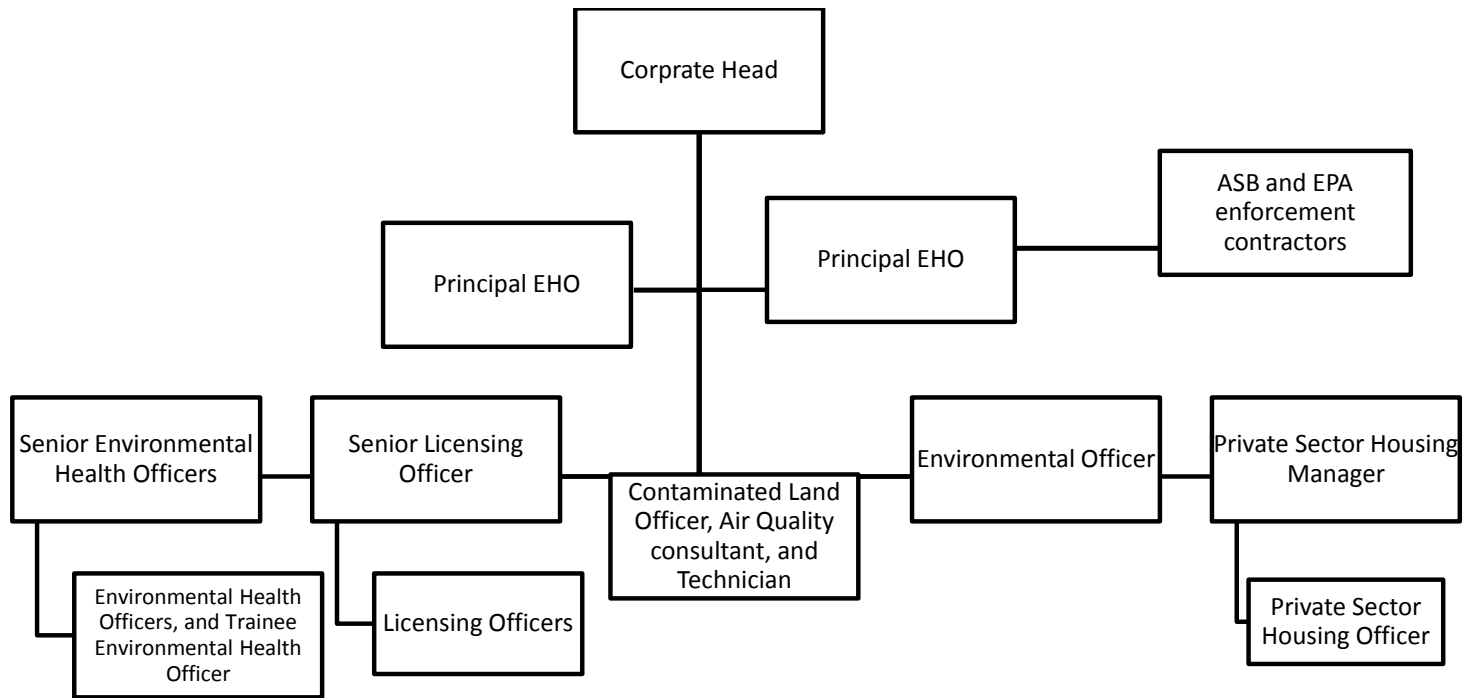 Corprate Head
ASB and EPA
enforcement
contractors
Principal EHO
Principal EHO
Senior Environmental
Health Officers
Senior Licensing
Officer
Contaminated Land
Officer, Air Quality
consultant, and
Technician
Environmental Officer
Private Sector Housing
Manager
Environmental Health
Officers, and Trainee
Environmental Health
Officer
Licensing Officers
Private Sector
Housing Officer